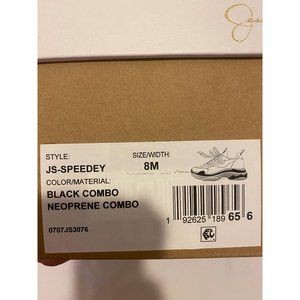 STYLE: SIZE/WIDTH:
JS-SPEEDEY 8M
COLOR/MATERIAL:
BLACK COMBO
NEOPRENE COMBO
0707JS3076
1 92625 189 65 6